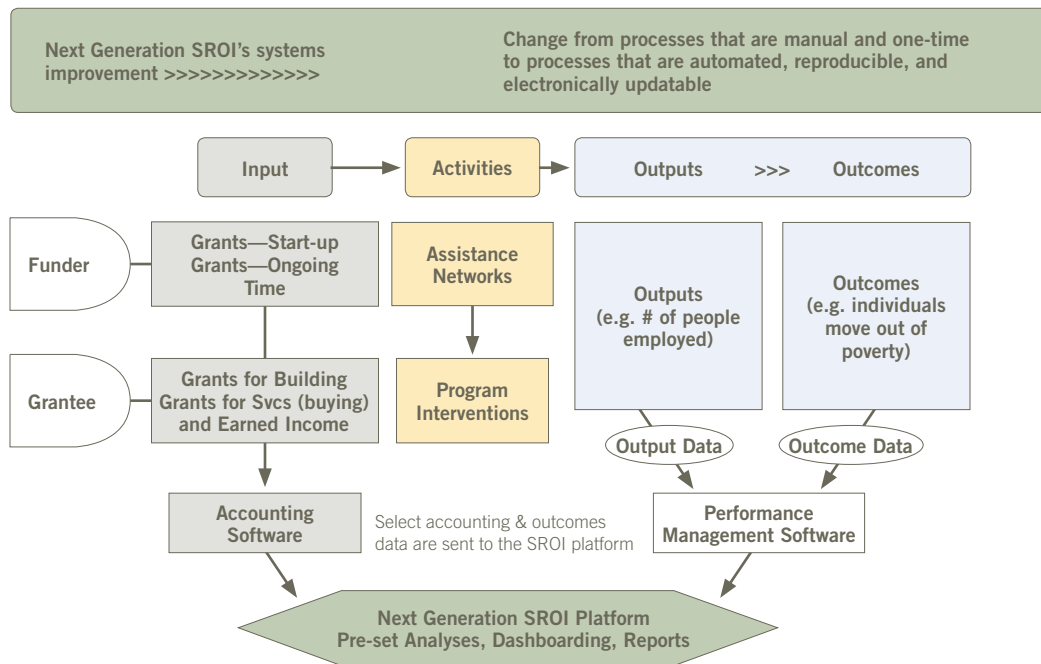 Next Generation SROI's systems
improvement >>>>>>>>>>>>>
Change from processes that are manual and one-time
to processes that are automated, reproducible, and
electronically updatable
Input
Activities
Outputs >>> Outcomes
Funder
Grants—Start-up
Grants—Ongoing
Time
Assistance
Networks
Outputs
(e.g. # of people
employed)
Outcomes
(e.g. individuals
move out of
poverty)
Grantee
Grants for Building
Grants for Svcs (buying)
and Earned Income
Program
Interventions
Output Data
Outcome Data
Accounting
Software
Select accounting & outcomes
data are sent to the SROI platform
Performance
Management Software
Next Generation SROI Platform
Pre-set Analyses, Dashboarding, Reports